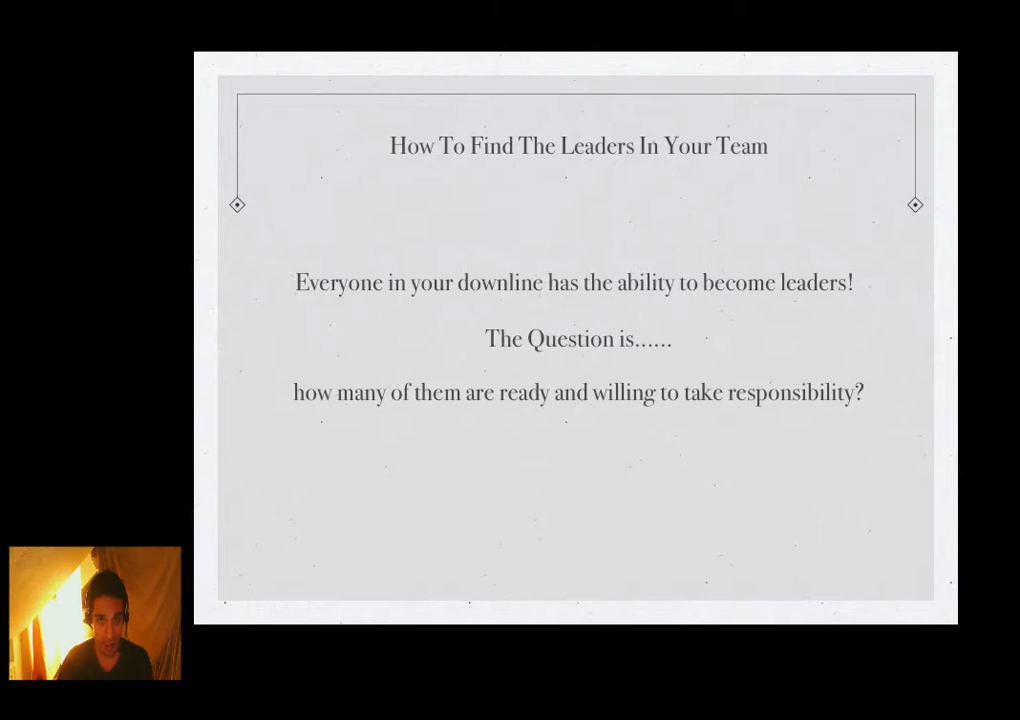 How To Find The Leaders In Your Team
Everyone in your downline has the ability to become leaders!
The Question is......
how many of them are ready and willing to take responsibility?